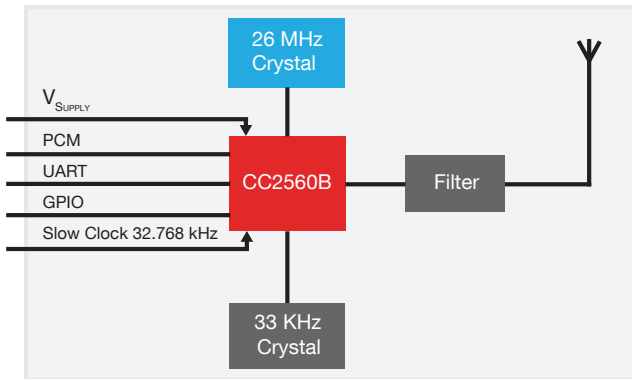 26 MHz
Crystal
VSUPPLY
PCM
UART
GPIO
Slow Clock 32.768 kHz
CC2560B
Filter
33 KHz
Crystal